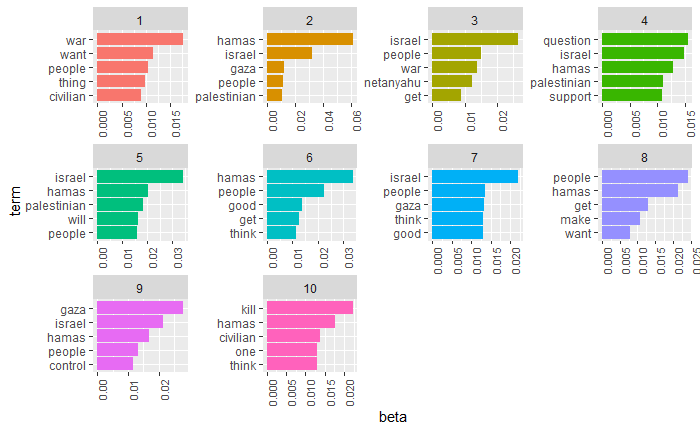 1 2 3 4
war hamas israel question
want israel people israel
people gaza war hamas
thing people netanyahu palestinian
civilian palestinian get support
0.000 0.005 0.010 0.015 0.00 0.02 0.04 0.06 0.00 0.01 0.02 0.000 0.005 0.010 0.015
5 6 7 8
israel hamas israel people
hamas people people hamas
palestinian good gaza get
will get think make
people think good want
0.00 0.01 0.02 0.03 0.00 0.01 0.02 0.03 0.000 0.005 0.010 0.015 0.020 0.000 0.005 0.010 0.015 0.020 0.025
term
9 10
gaza kill
israel hamas
hamas civilian
people one
control think
0.00 0.01 0.02 0.000 0.005 0.010 0.015 0.020
beta